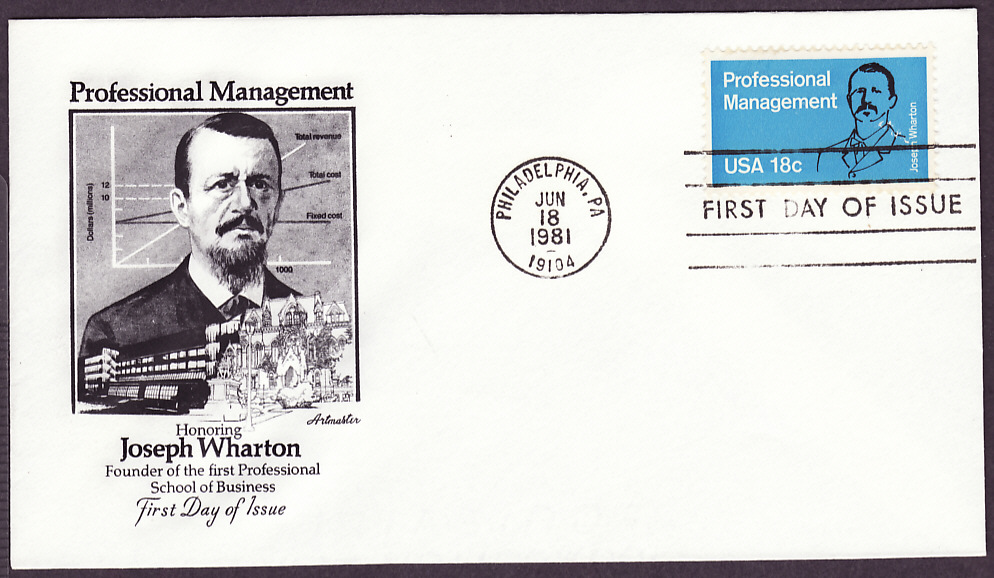 Professional Management
Total revenue
Total cost
Fixed cost
Dollars (millions)
12
10
1000
Artmaster
Honoring
Joseph Wharton
Founder of the first Professional
School of Business
First Day of Issue
PHILADELPHIA, PA
JUN
18
1981
19104
Professional
Management
USA 18c
Joseph Wharton
FIRST DAY OF ISSUE